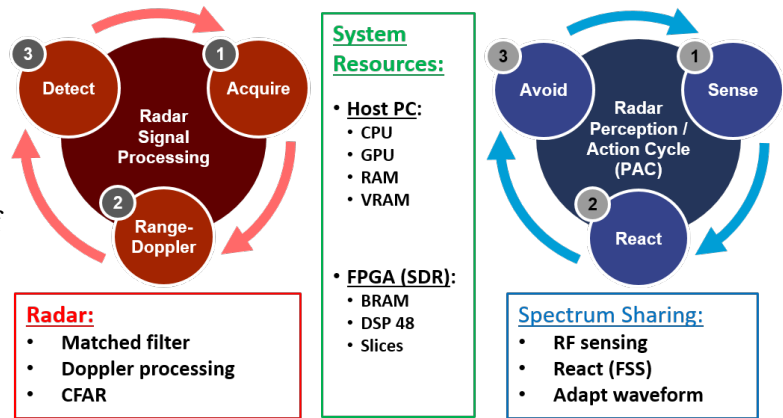 3
Detect
1
Acquire
Radar
Signal
Processing
2
Range-
Doppler
Radar:
• Matched filter
• Doppler processing
• CFAR
System
Resources:
• Host PC:
• CPU
• GPU
• RAM
• VRAM
• FPGA (SDR):
• BRAM
• DSP 48
• Slices
3
Avoid
1
Sense
Radar
Perception /
Action Cycle
(PAC)
2
React
Spectrum Sharing:
• RF sensing
• React (FSS)
• Adapt waveform